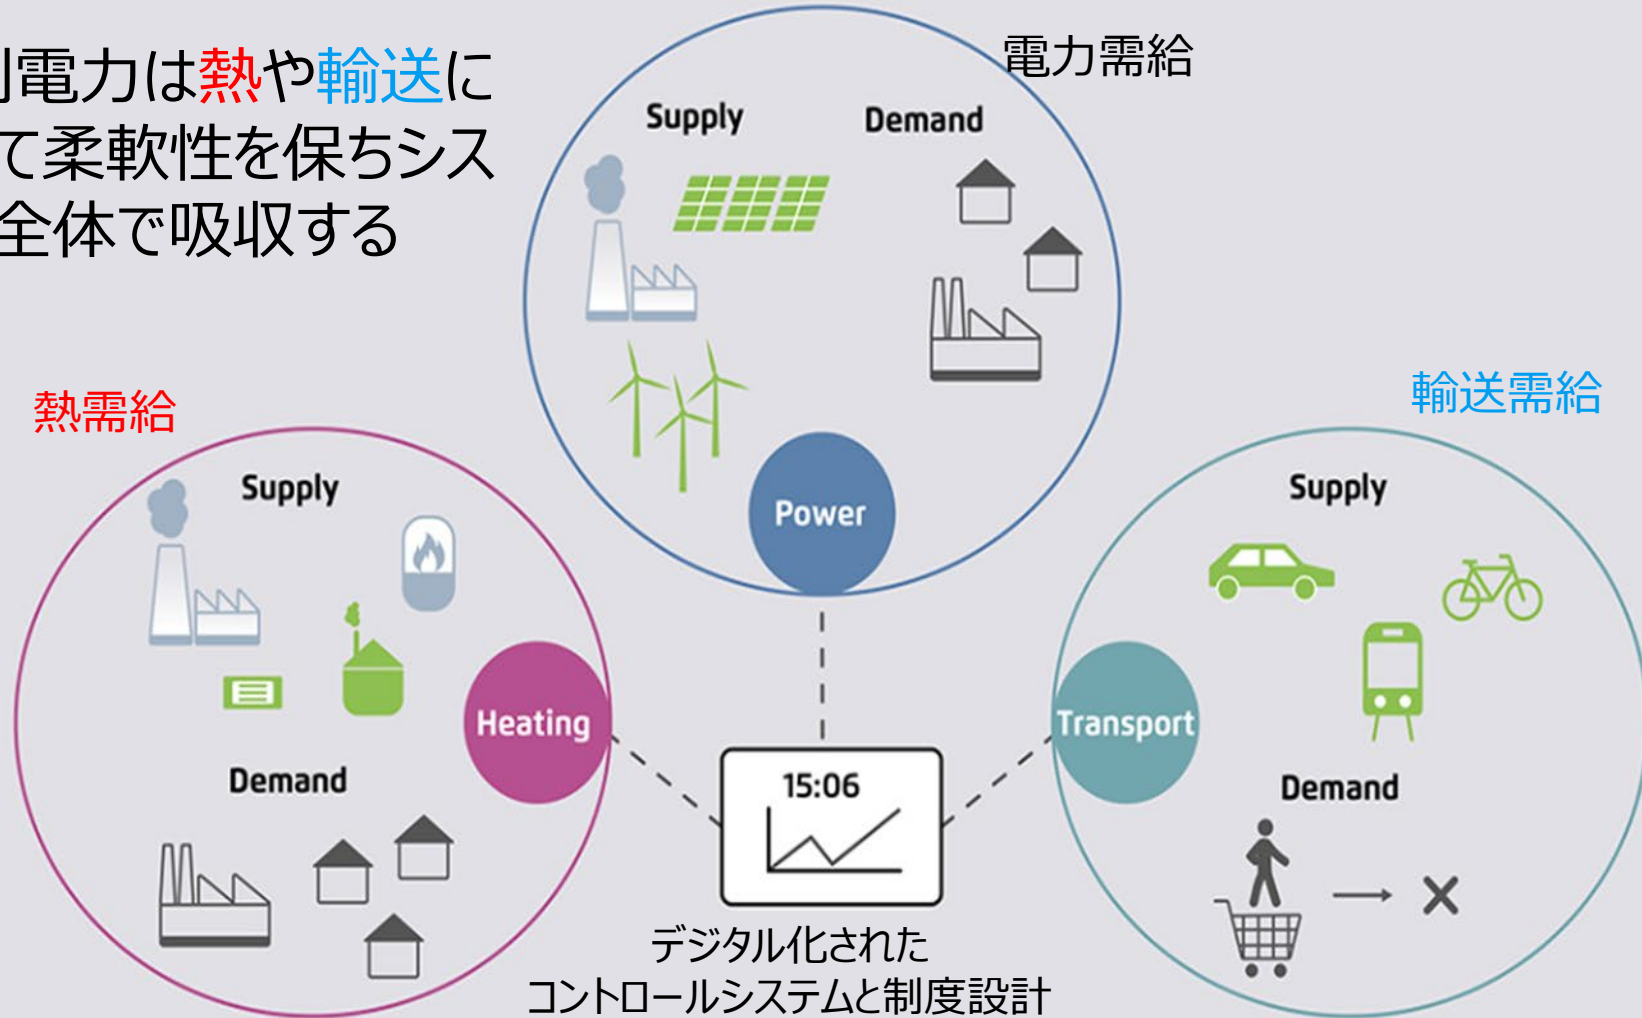 電力は熱や輸送に
て柔軟性を保ちシス
全体で吸収する
電力需給
Supply
Demand
Power
熱需給
Supply
Heating
Demand
輸送需給
Supply
Transport
Demand
15:06
デジタル化された
コントロールシステムと制度設計